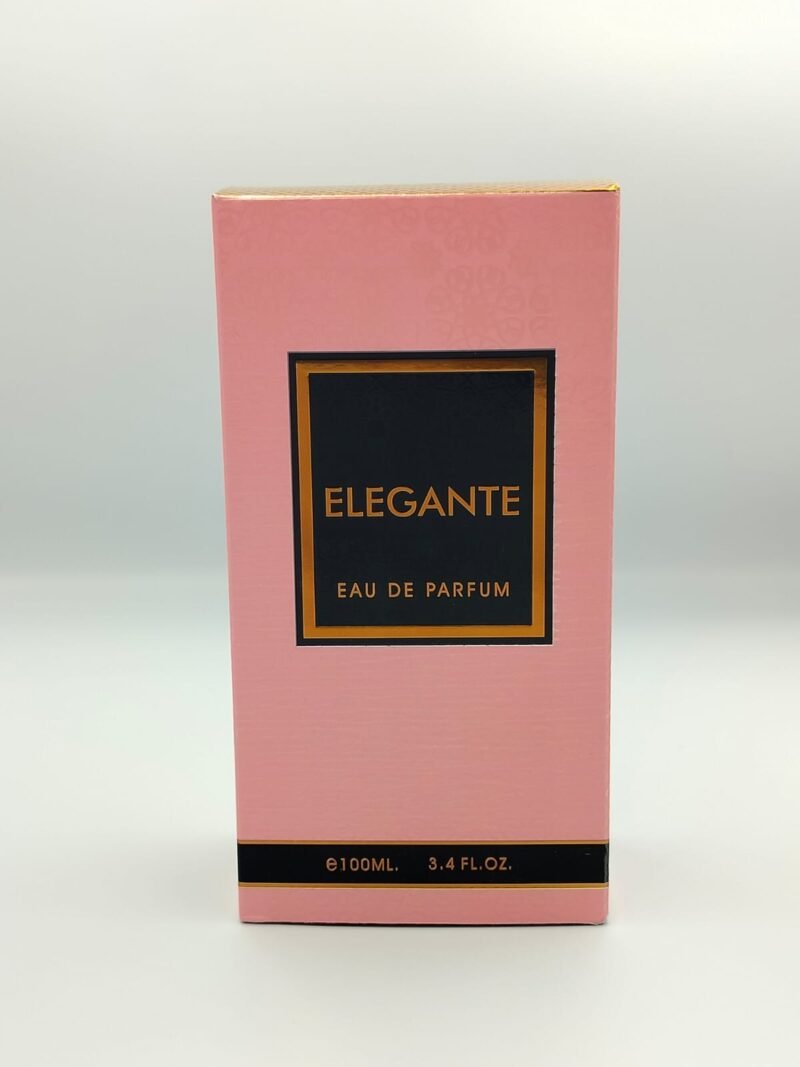 ELEGANTE
EAU DE PARFUM
℮100ML. 3.4 FL.OZ.